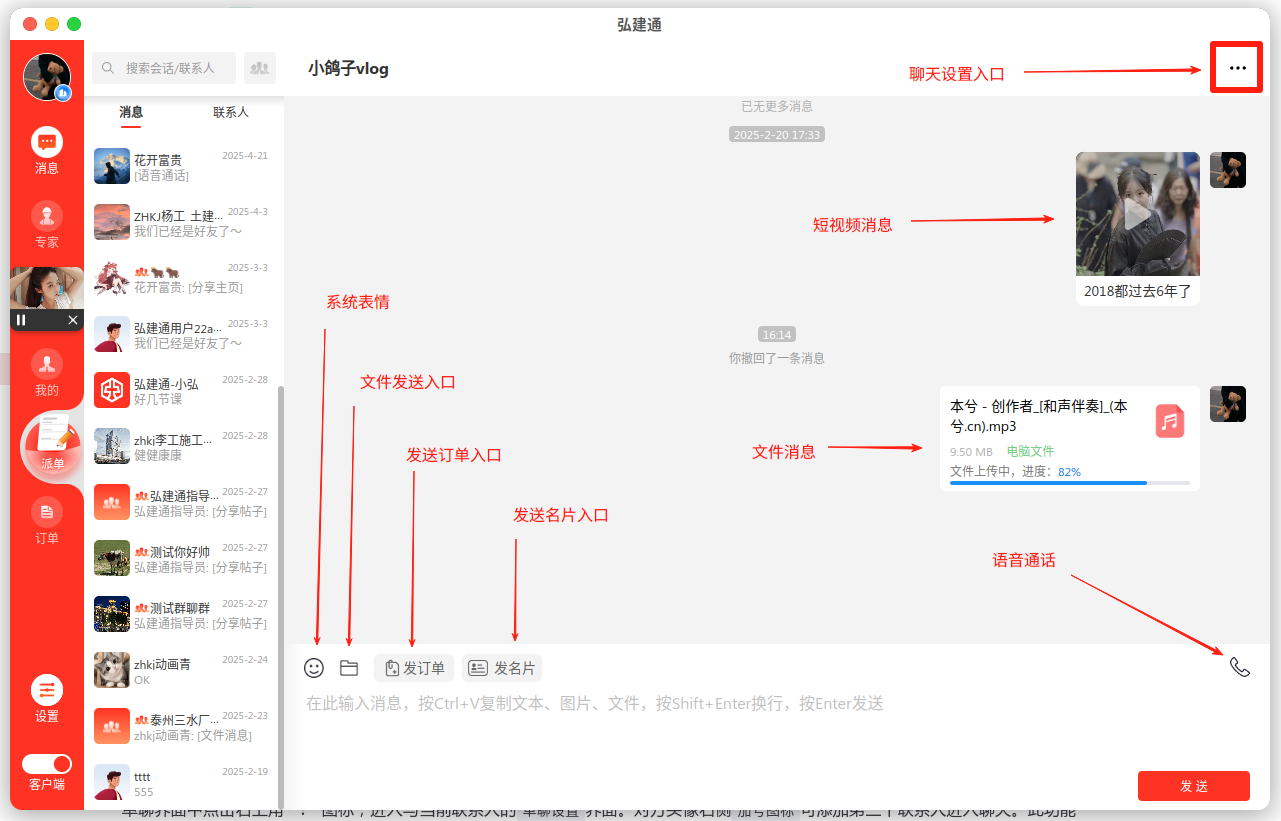 弘建通
搜索会话/联系人
小鸽子vlog
聊天设置入口
消息
联系人
消息
专家
我的
派单
订单
设置
客户端
花开富贵
2025-4-21
[语音通话]
ZHKJ杨工 土建...
2025-4-3
我们已经是好友了～
2025-3-3
花开富贵: [分享主页]
弘建通用户22a...
2025-3-3
我们已经是好友了～
弘建通-小弘
2025-2-28
好几节课
zhkj李工施工...
2025-2-28
健健康康
弘建通指导...
2025-2-27
弘建通指导员: [分享帖子]
测试你好帅
2025-2-27
弘建通指导员: [分享帖子]
测试群聊群
2025-2-27
弘建通指导员: [分享帖子]
zhkj动画青
2025-2-24
OK
泰州三水厂...
2025-2-23
zhkj动画青: [文件消息]
tttt
2025-2-19
555
已无更多消息
2025-2-20 17:33
短视频消息
2018都过去6年了
16:14
你撤回了一条消息
文件消息
本兮 - 创作者_[和声伴奏]_(本
兮.cn).mp3
9.50 MB 电脑文件
文件上传中，进度：82%
系统表情
文件发送入口
发送订单入口
发送名片入口
语音通话
发订单
发名片
在此输入消息，按Ctrl+V复制文本、图片、文件，按Shift+Enter换行，按Enter发送
发 送